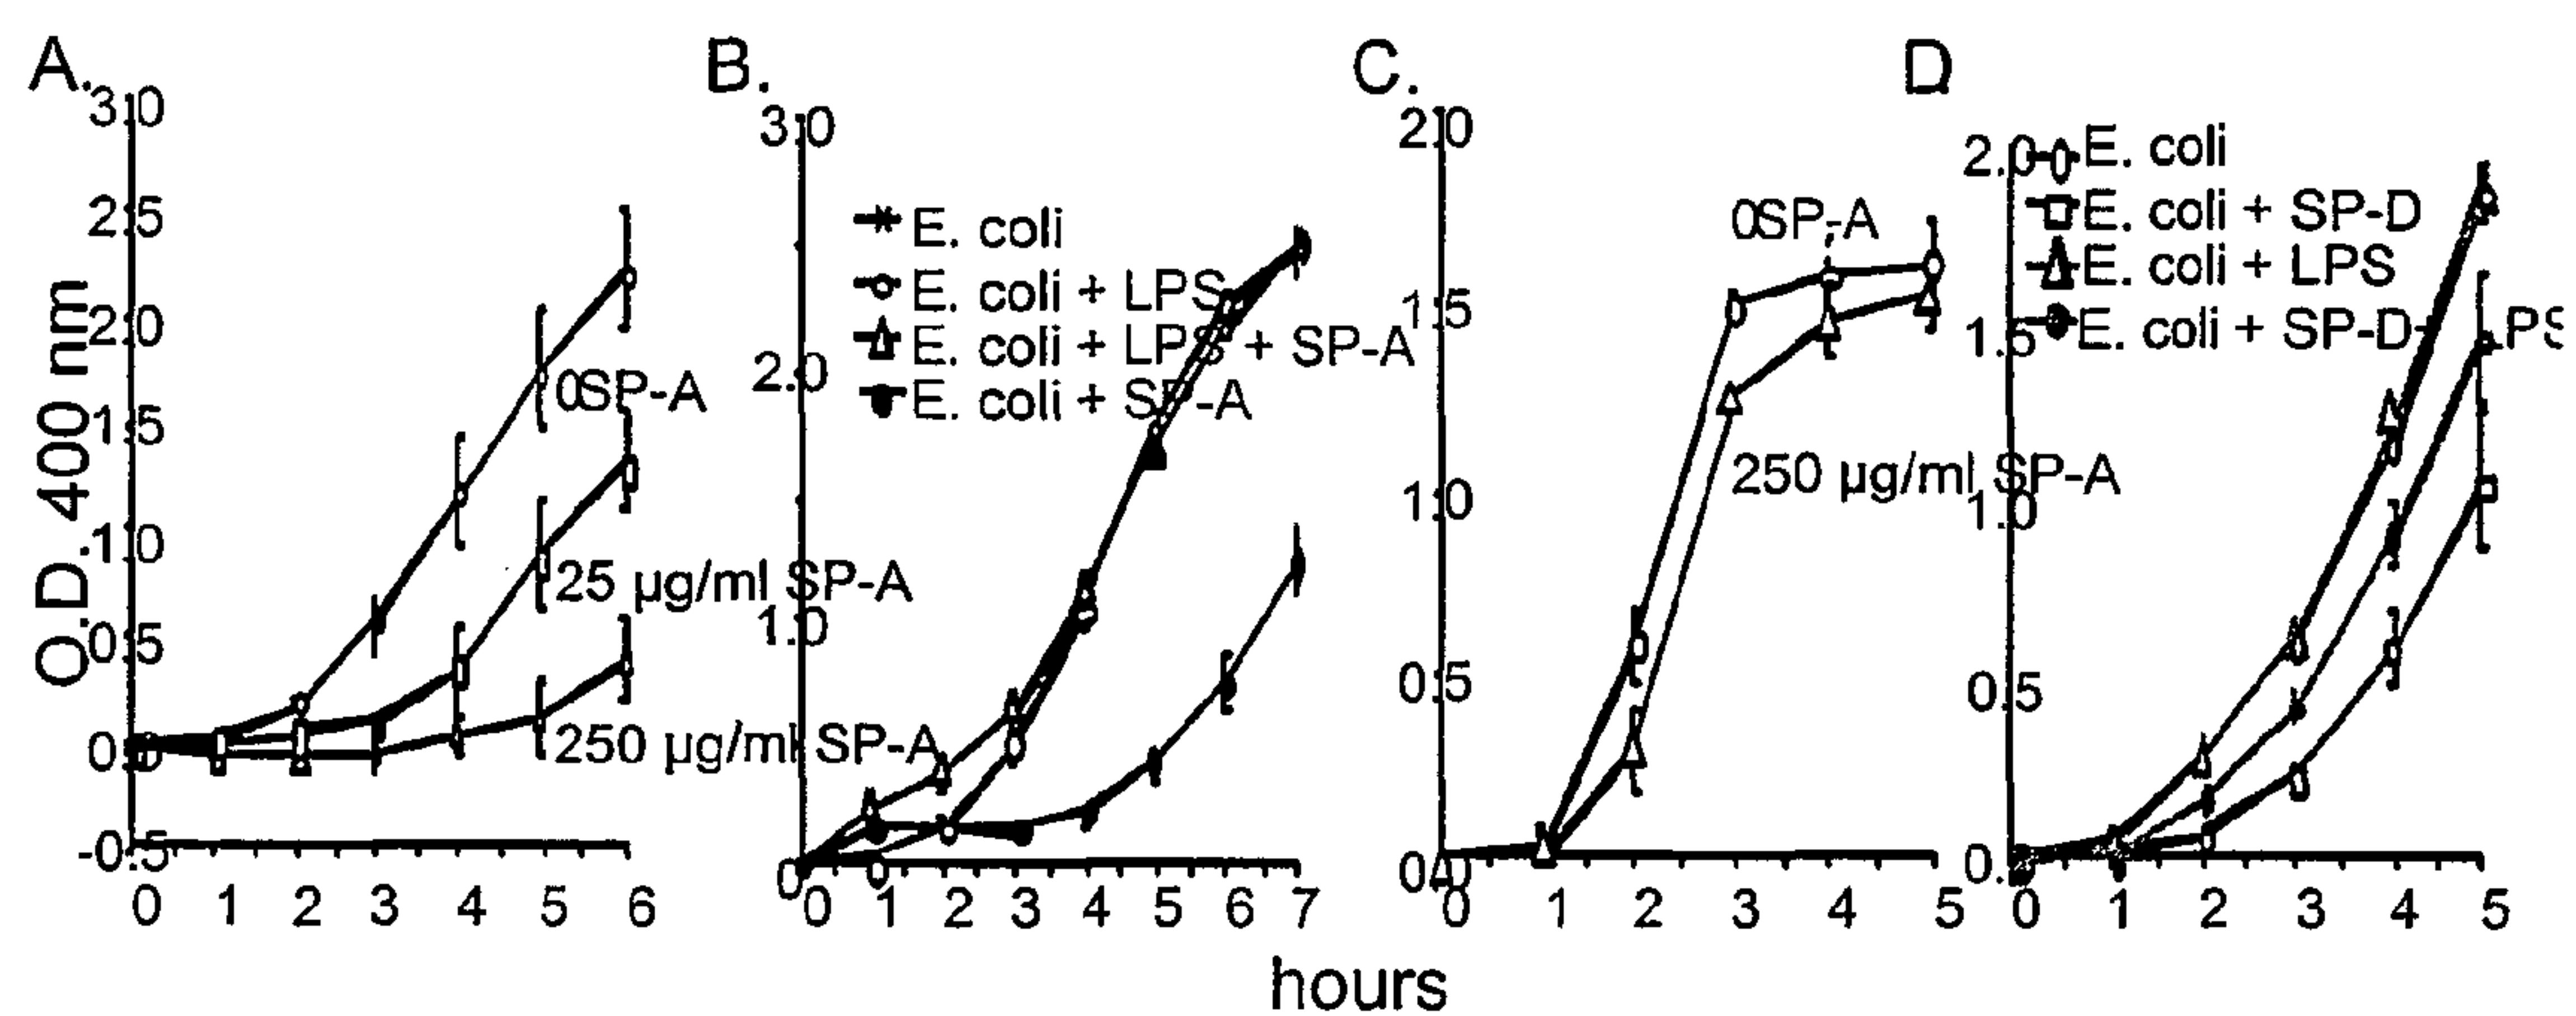 A.
3.0
2.5
2.0
1.5
1.0
0.5
0.0
-0.5
O.D. 400 nm
0SP-A
25 µg/ml SP-A
250 µg/ml SP-A
0 1 2 3 4 5 6
B.
3.0
2.0
1.0
0
E. coli
E. coli + LPS
E. coli + LPS + SP-A
E. coli + SP-A
0 1 2 3 4 5 6 7
C.
2.0
1.5
1.0
0.5
0.0
0SP-A
250 µg/ml SP-A
0 1 2 3 4 5
D
2.0
1.5
1.0
0.5
0.
E. coli
E. coli + SP-D
E. coli + LPS
E. coli + SP-D+LPS
0 1 2 3 4 5
hours